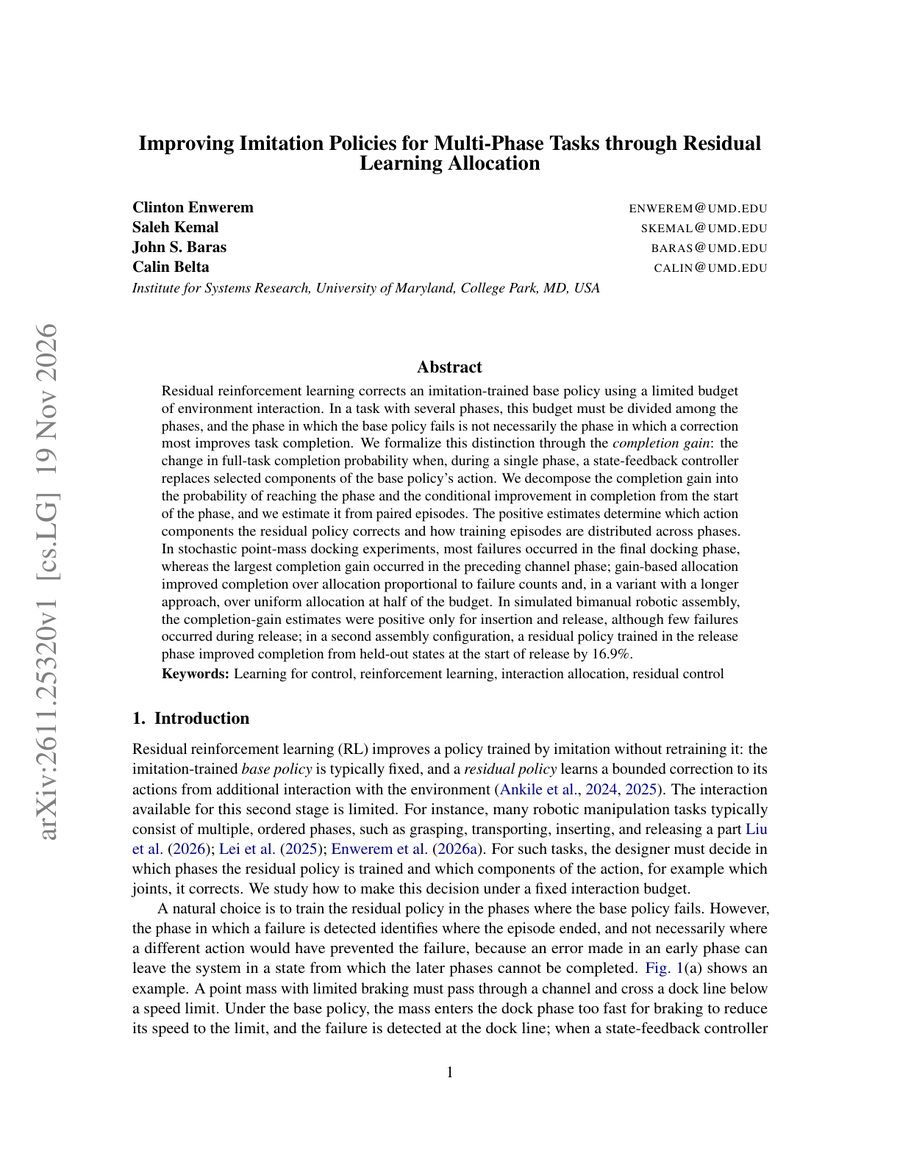 Improving Imitation Policies for Multi-Phase Tasks through Residual
Learning Allocation
Clinton Enwerem ENWEREM@UMD.EDU
Saleh Kemal SKEMAL@UMD.EDU
John S. Baras BARAS@UMD.EDU
Calin Belta CALIN@UMD.EDU
Institute for Systems Research, University of Maryland, College Park, MD, USA
arXiv:2611.25320v1 [cs.LG] 19 Nov 2026
Abstract
Residual reinforcement learning corrects an imitation-trained base policy using a limited budget
of environment interaction. In a task with several phases, this budget must be divided among the
phases, and the phase in which the base policy fails is not necessarily the phase in which a correction
most improves task completion. We formalize this distinction through the completion gain: the
change in full-task completion probability when, during a single phase, a state-feedback controller
replaces selected components of the base policy's action. We decompose the completion gain into
the probability of reaching the phase and the conditional improvement in completion from the start
of the phase, and we estimate it from paired episodes. The positive estimates determine which action
components the residual policy corrects and how training episodes are distributed across phases.
In stochastic point-mass docking experiments, most failures occurred in the final docking phase,
whereas the largest completion gain occurred in the preceding channel phase; gain-based allocation
improved completion over allocation proportional to failure counts and, in a variant with a longer
approach, over uniform allocation at half of the budget. In simulated bimanual robotic assembly,
the completion-gain estimates were positive only for insertion and release, although few failures
occurred during release; in a second assembly configuration, a residual policy trained in the release
phase improved completion from held-out states at the start of release by 16.9%.
Keywords: Learning for control, reinforcement learning, interaction allocation, residual control
1. Introduction
Residual reinforcement learning (RL) improves a policy trained by imitation without retraining it: the
imitation-trained base policy is typically fixed, and a residual policy learns a bounded correction to its
actions from additional interaction with the environment (Ankile et al., 2024, 2025). The interaction
available for this second stage is limited. For instance, many robotic manipulation tasks typically
consist of multiple, ordered phases, such as grasping, transporting, inserting, and releasing a part Liu
et al. (2026); Lei et al. (2025); Enwerem et al. (2026a). For such tasks, the designer must decide in
which phases the residual policy is trained and which components of the action, for example which
joints, it corrects. We study how to make this decision under a fixed interaction budget.
A natural choice is to train the residual policy in the phases where the base policy fails. However,
the phase in which a failure is detected identifies where the episode ended, and not necessarily where
a different action would have prevented the failure, because an error made in an early phase can
leave the system in a state from which the later phases cannot be completed. Fig. 1(a) shows an
example. A point mass with limited braking must pass through a channel and cross a dock line below
a speed limit. Under the base policy, the mass enters the dock phase too fast for braking to reduce
its speed to the limit, and the failure is detected at the dock line; when a state-feedback controller
1